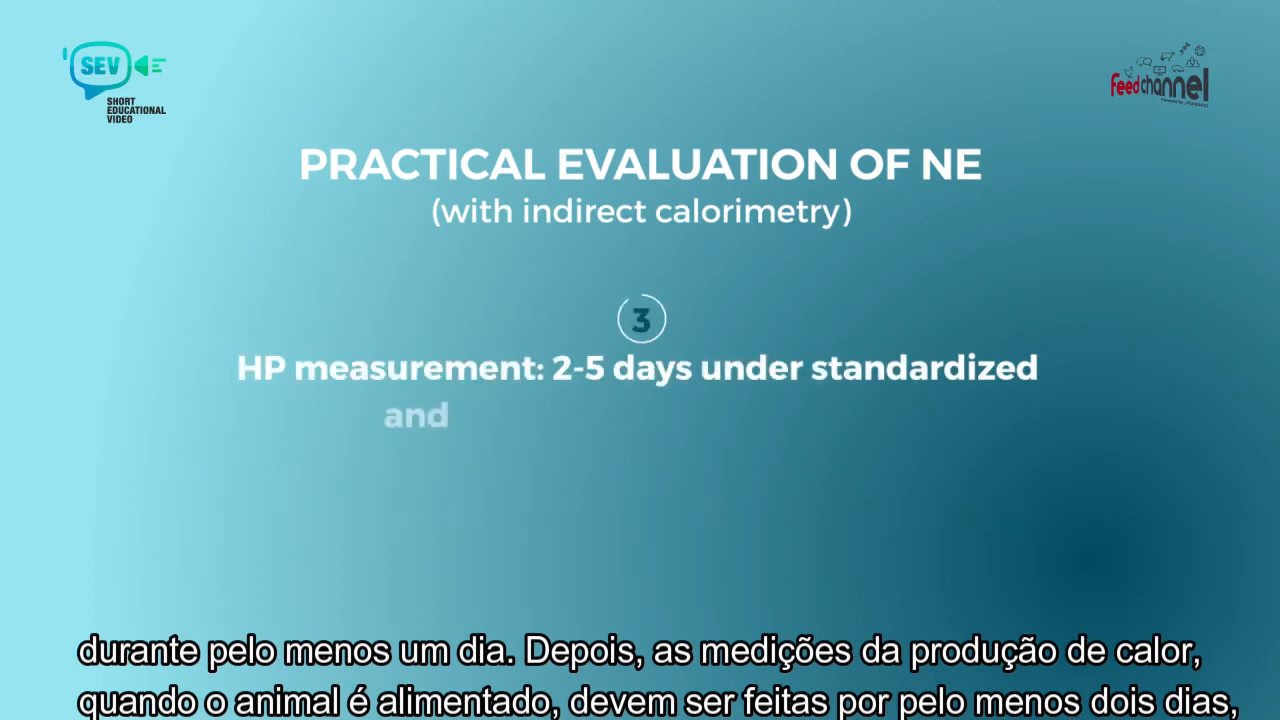 SEV
SHORT
EDUCATIONAL
VIDEO
feedchannel
PRACTICAL EVALUATION OF NE
(with indirect calorimetry)
3
HP measurement: 2-5 days under standardized
and
durante pelo menos um dia. Depois, as medições da produção de calor,
quando o animal é alimentado, devem ser feitas por pelo menos dois dias,